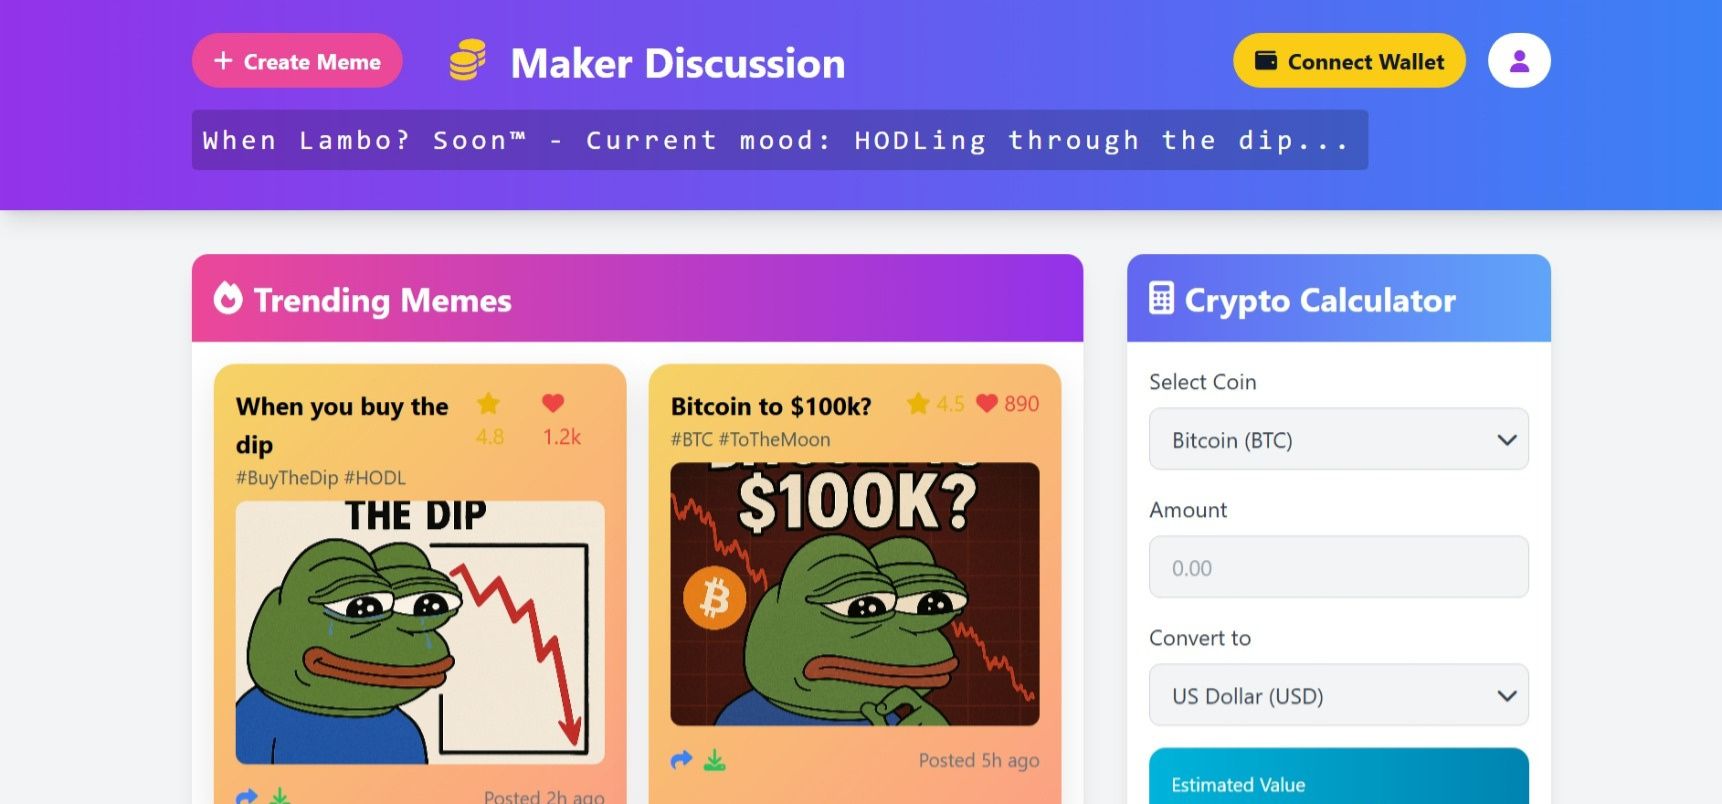 Create Meme
Maker Discussion
Connect Wallet
When Lambo? Soon™ - Current mood: HODLing through the dip...
Trending Memes
When you buy the
dip
4.8
1.2k
#BuyTheDip #HODL
THE DIP
Posted 2h ago
Bitcoin to $100k?
4.5
890
#BTC #ToTheMoon
$100K?
Posted 5h ago
Crypto Calculator
Select Coin
Bitcoin (BTC)
Amount
0.00
Convert to
US Dollar (USD)
Estimated Value